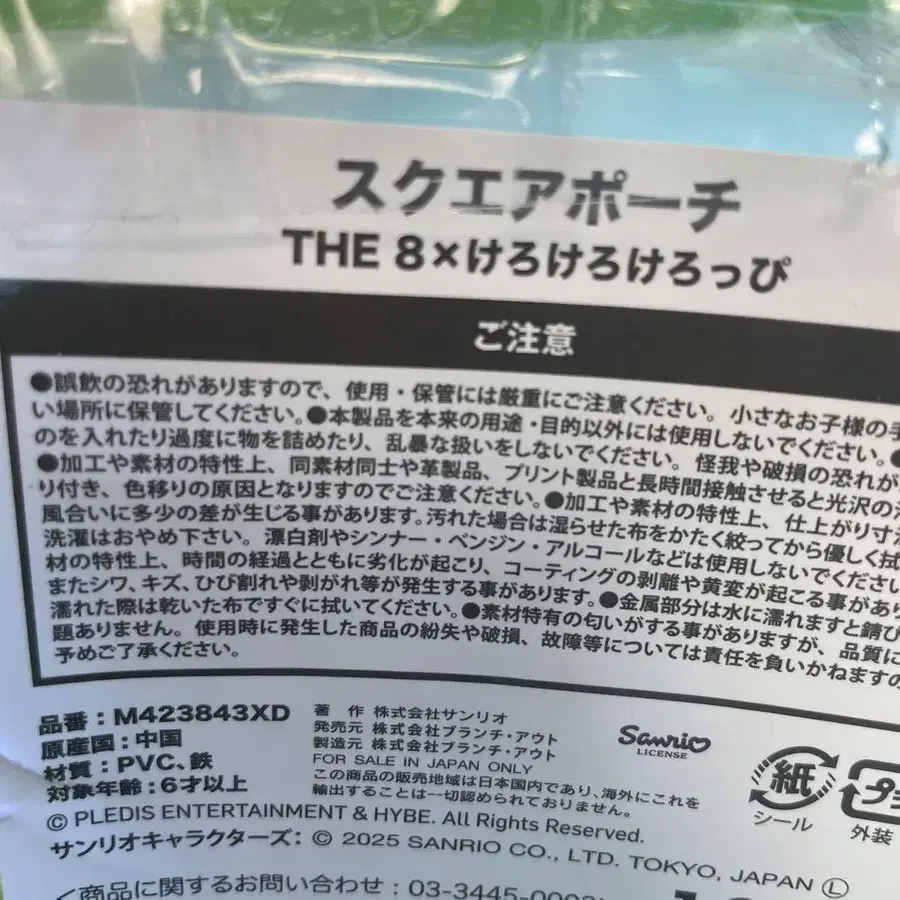 スクエアポーチ
THE 8×けろけろけろっぴ
ご注意
●誤飲の恐れがありますので、使用・保管には厳重にご注意ください。小さなお子様の手
い場所に保管してください。●本製品を本来の用途・目的以外には使用しないでください。●
のを入れたり過度に物を詰めたり、乱暴な扱いをしないでください。怪我や破損の恐れが
●加工や素材の特性上、同素材同士や革製品、プリント製品と長時間接触させると光沢の
り付き、色移りの原因となりますのでご注意ください。●加工や素材の特性上、仕上がり寸
風合いに多少の差が生じる事があります。汚れた場合は湿らせた布をかたく絞ってから優しく拭
洗濯はおやめ下さい。漂白剤やシンナー・ベンジン・アルコールなどは使用しないでください
材の特性上、時間の経過とともに劣化が起こり、コーティングの剥離や黄変が起こる事があ
またシワ、キズ、ひび割れや剥がれ等が発生する事があります。●金属部分は水に濡れますと錆び
濡れた際は乾いた布ですぐに拭いてください。●素材特有の匂いがする事がありますが、品質に
題ありません。使用時に発生した商品の紛失や破損、故障等については責任を負いかねますの
予めご了承ください。
品番：M423843XD
原産国：中国
材質：PVC、鉄
対象年齢：6才以上
著　作 株式会社サンリオ
発売元 株式会社ブランチ・アウト
製造元 株式会社ブランチ・アウト
FOR SALE IN JAPAN ONLY
この商品の販売地域は日本国内であり、海外にこれを
輸出することは一切認められておりません。
Sanrio
LICENSE
紙
シール
プラ
外装
© PLEDIS ENTERTAINMENT & HYBE. All Rights Reserved.
サンリオキャラクターズ：© 2025 SANRIO CO., LTD. TOKYO, JAPAN Ⓛ
＜商品に関するお問い合わせ：03-3445-000